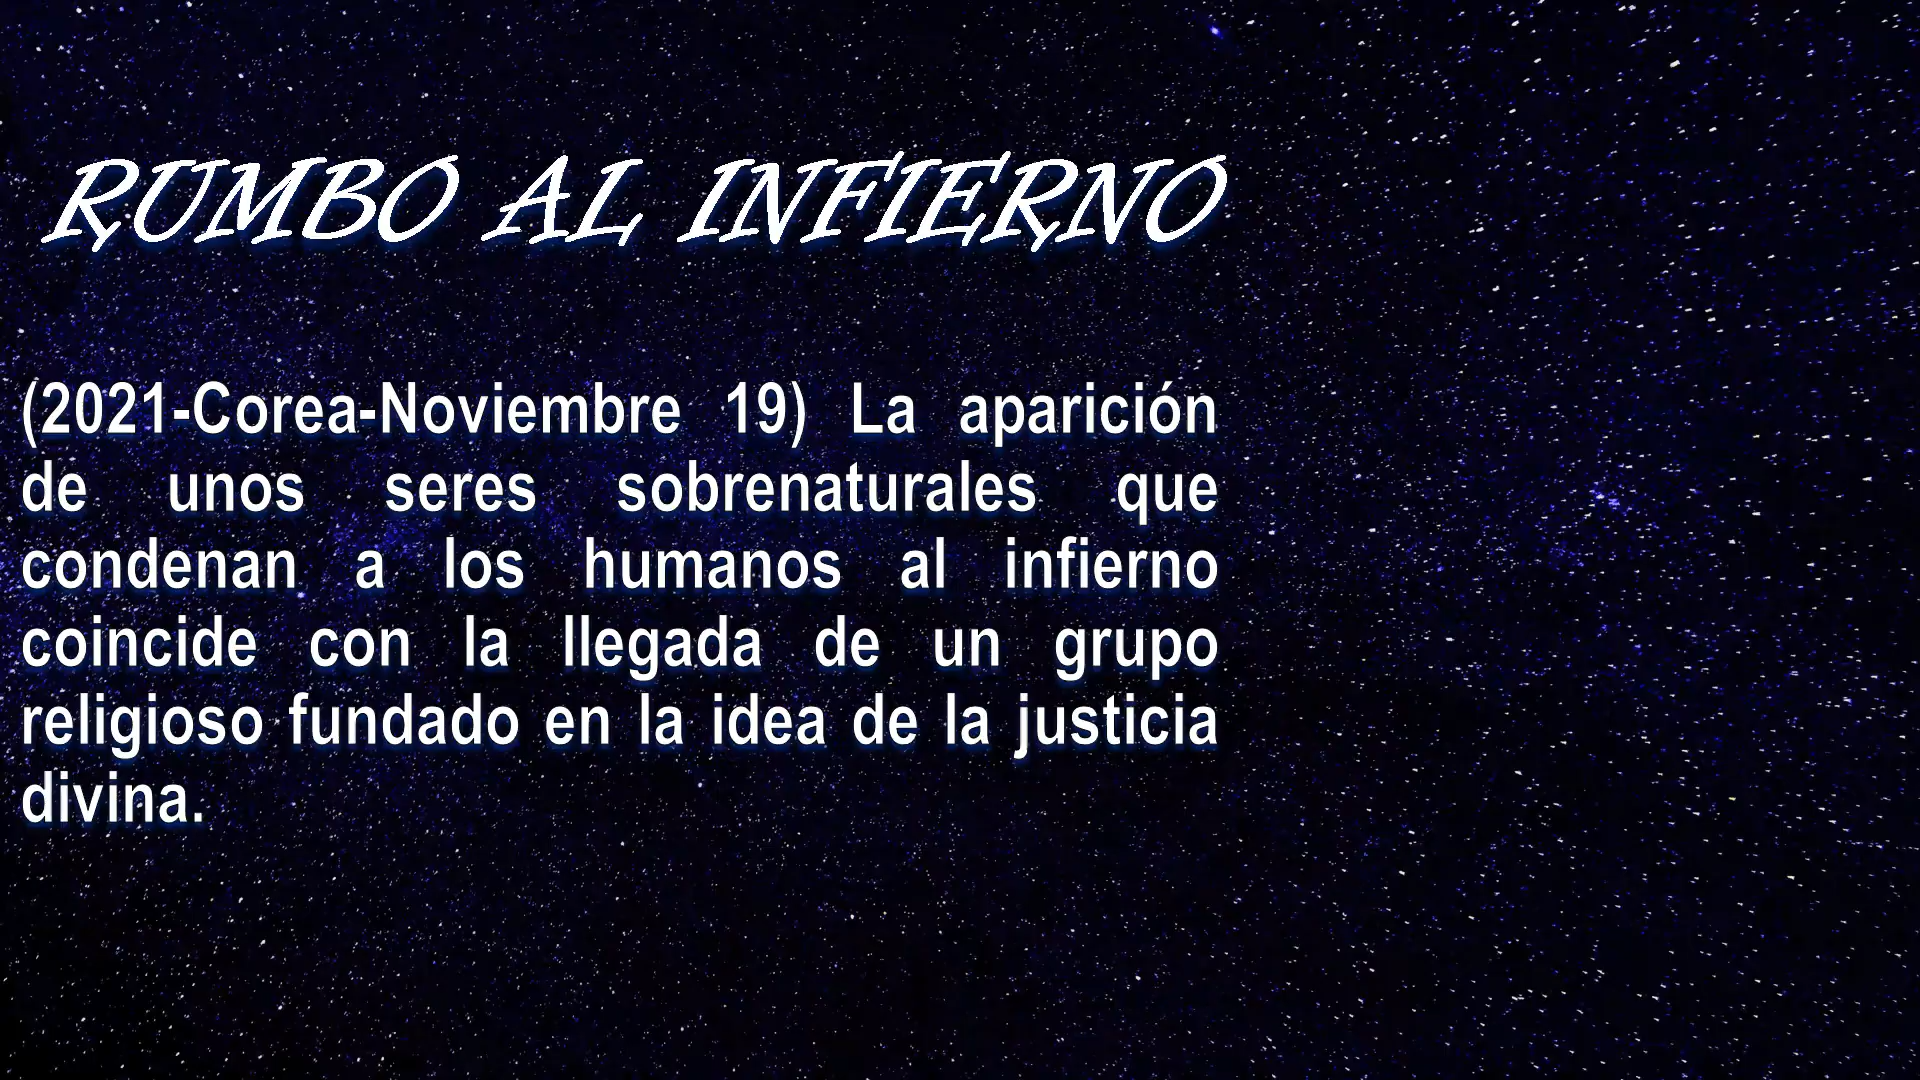 RUMBO AL INFIERNO
(2021-Corea-Noviembre 19) La aparición
de unos seres sobrenaturales que
condenan a los humanos al infierno
coincide con la llegada de un grupo
religioso fundado en la idea de la justicia
divina.